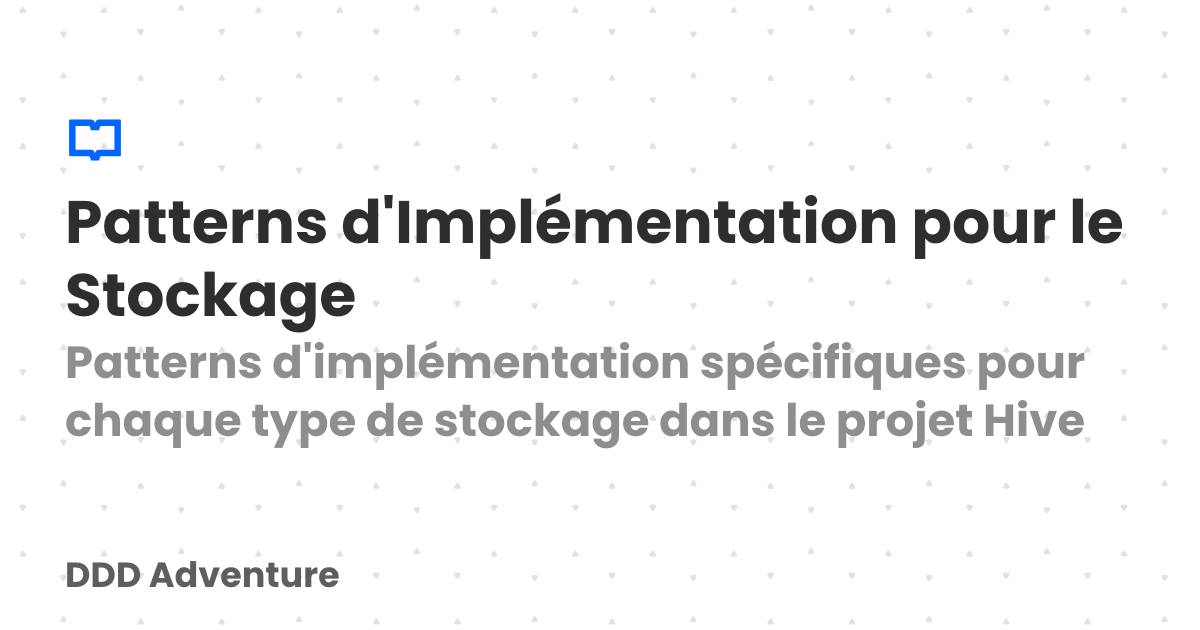 Patterns d'Implémentation pour le
Stockage
Patterns d'implémentation spécifiques pour
chaque type de stockage dans le projet Hive
DDD Adventure